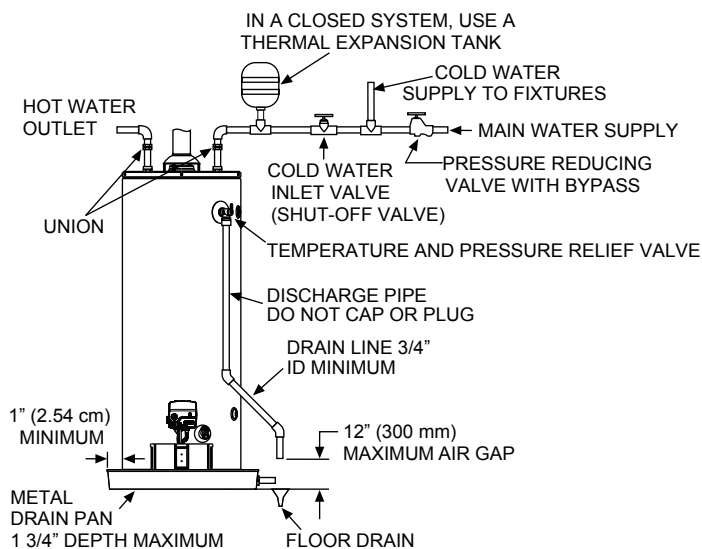 IN A CLOSED SYSTEM, USE A
THERMAL EXPANSION TANK
COLD WATER
SUPPLY TO FIXTURES
HOT WATER
OUTLET
MAIN WATER SUPPLY
COLD WATER
INLET VALVE
(SHUT-OFF VALVE)
PRESSURE REDUCING
VALVE WITH BYPASS
UNION
TEMPERATURE AND PRESSURE RELIEF VALVE
DISCHARGE PIPE
DO NOT CAP OR PLUG
DRAIN LINE 3/4”
ID MINIMUM
1” (2.54 cm)
MINIMUM
12” (300 mm)
MAXIMUM AIR GAP
METAL
DRAIN PAN
1 3/4” DEPTH MAXIMUM
FLOOR DRAIN